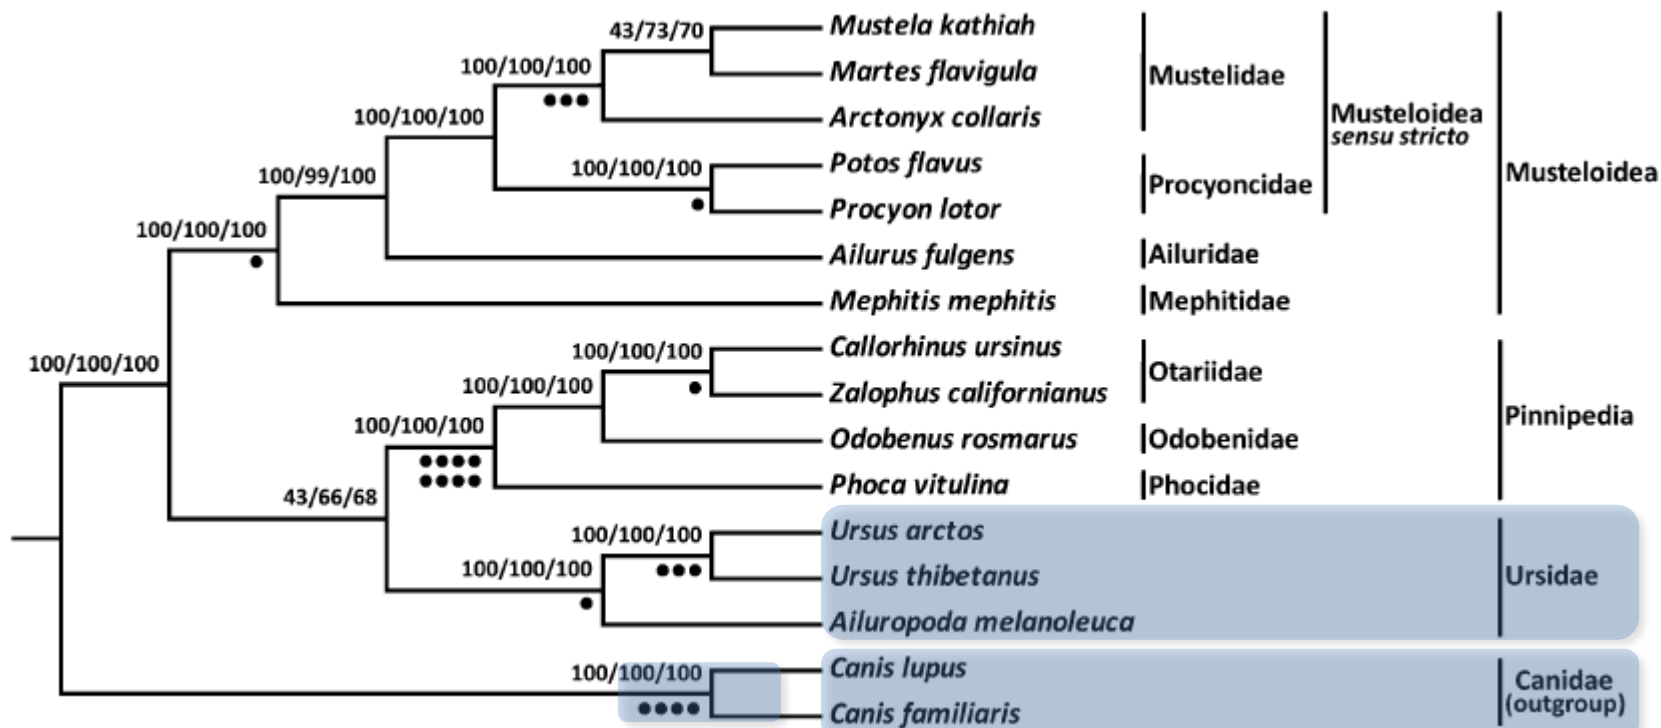 43/73/70
Mustela kathiah
100/100/100
Martes flavigula
Mustelidae
100/100/100
Arctonyx collaris
Musteloidea
sensu stricto
100/99/100
100/100/100
Potos flavus
Procyoncidae
Musteloidea
Procyon lotor
100/100/100
Ailurus fulgens
Ailuridae
Mephitis mephitis
Mephitidae
100/100/100
100/100/100
Callorhinus ursinus
Otariidae
100/100/100
Zalophus californianus
Pinnipedia
100/100/100
Odobenus rosmarus
Odobenidae
43/66/68
Phoca vitulina
Phocidae
100/100/100
Ursus arctos
100/100/100
Ursus thibetanus
Ursidae
Ailuropoda melanoleuca
100/100/100
Canis lupus
Canidae
(outgroup)
Canis familiaris